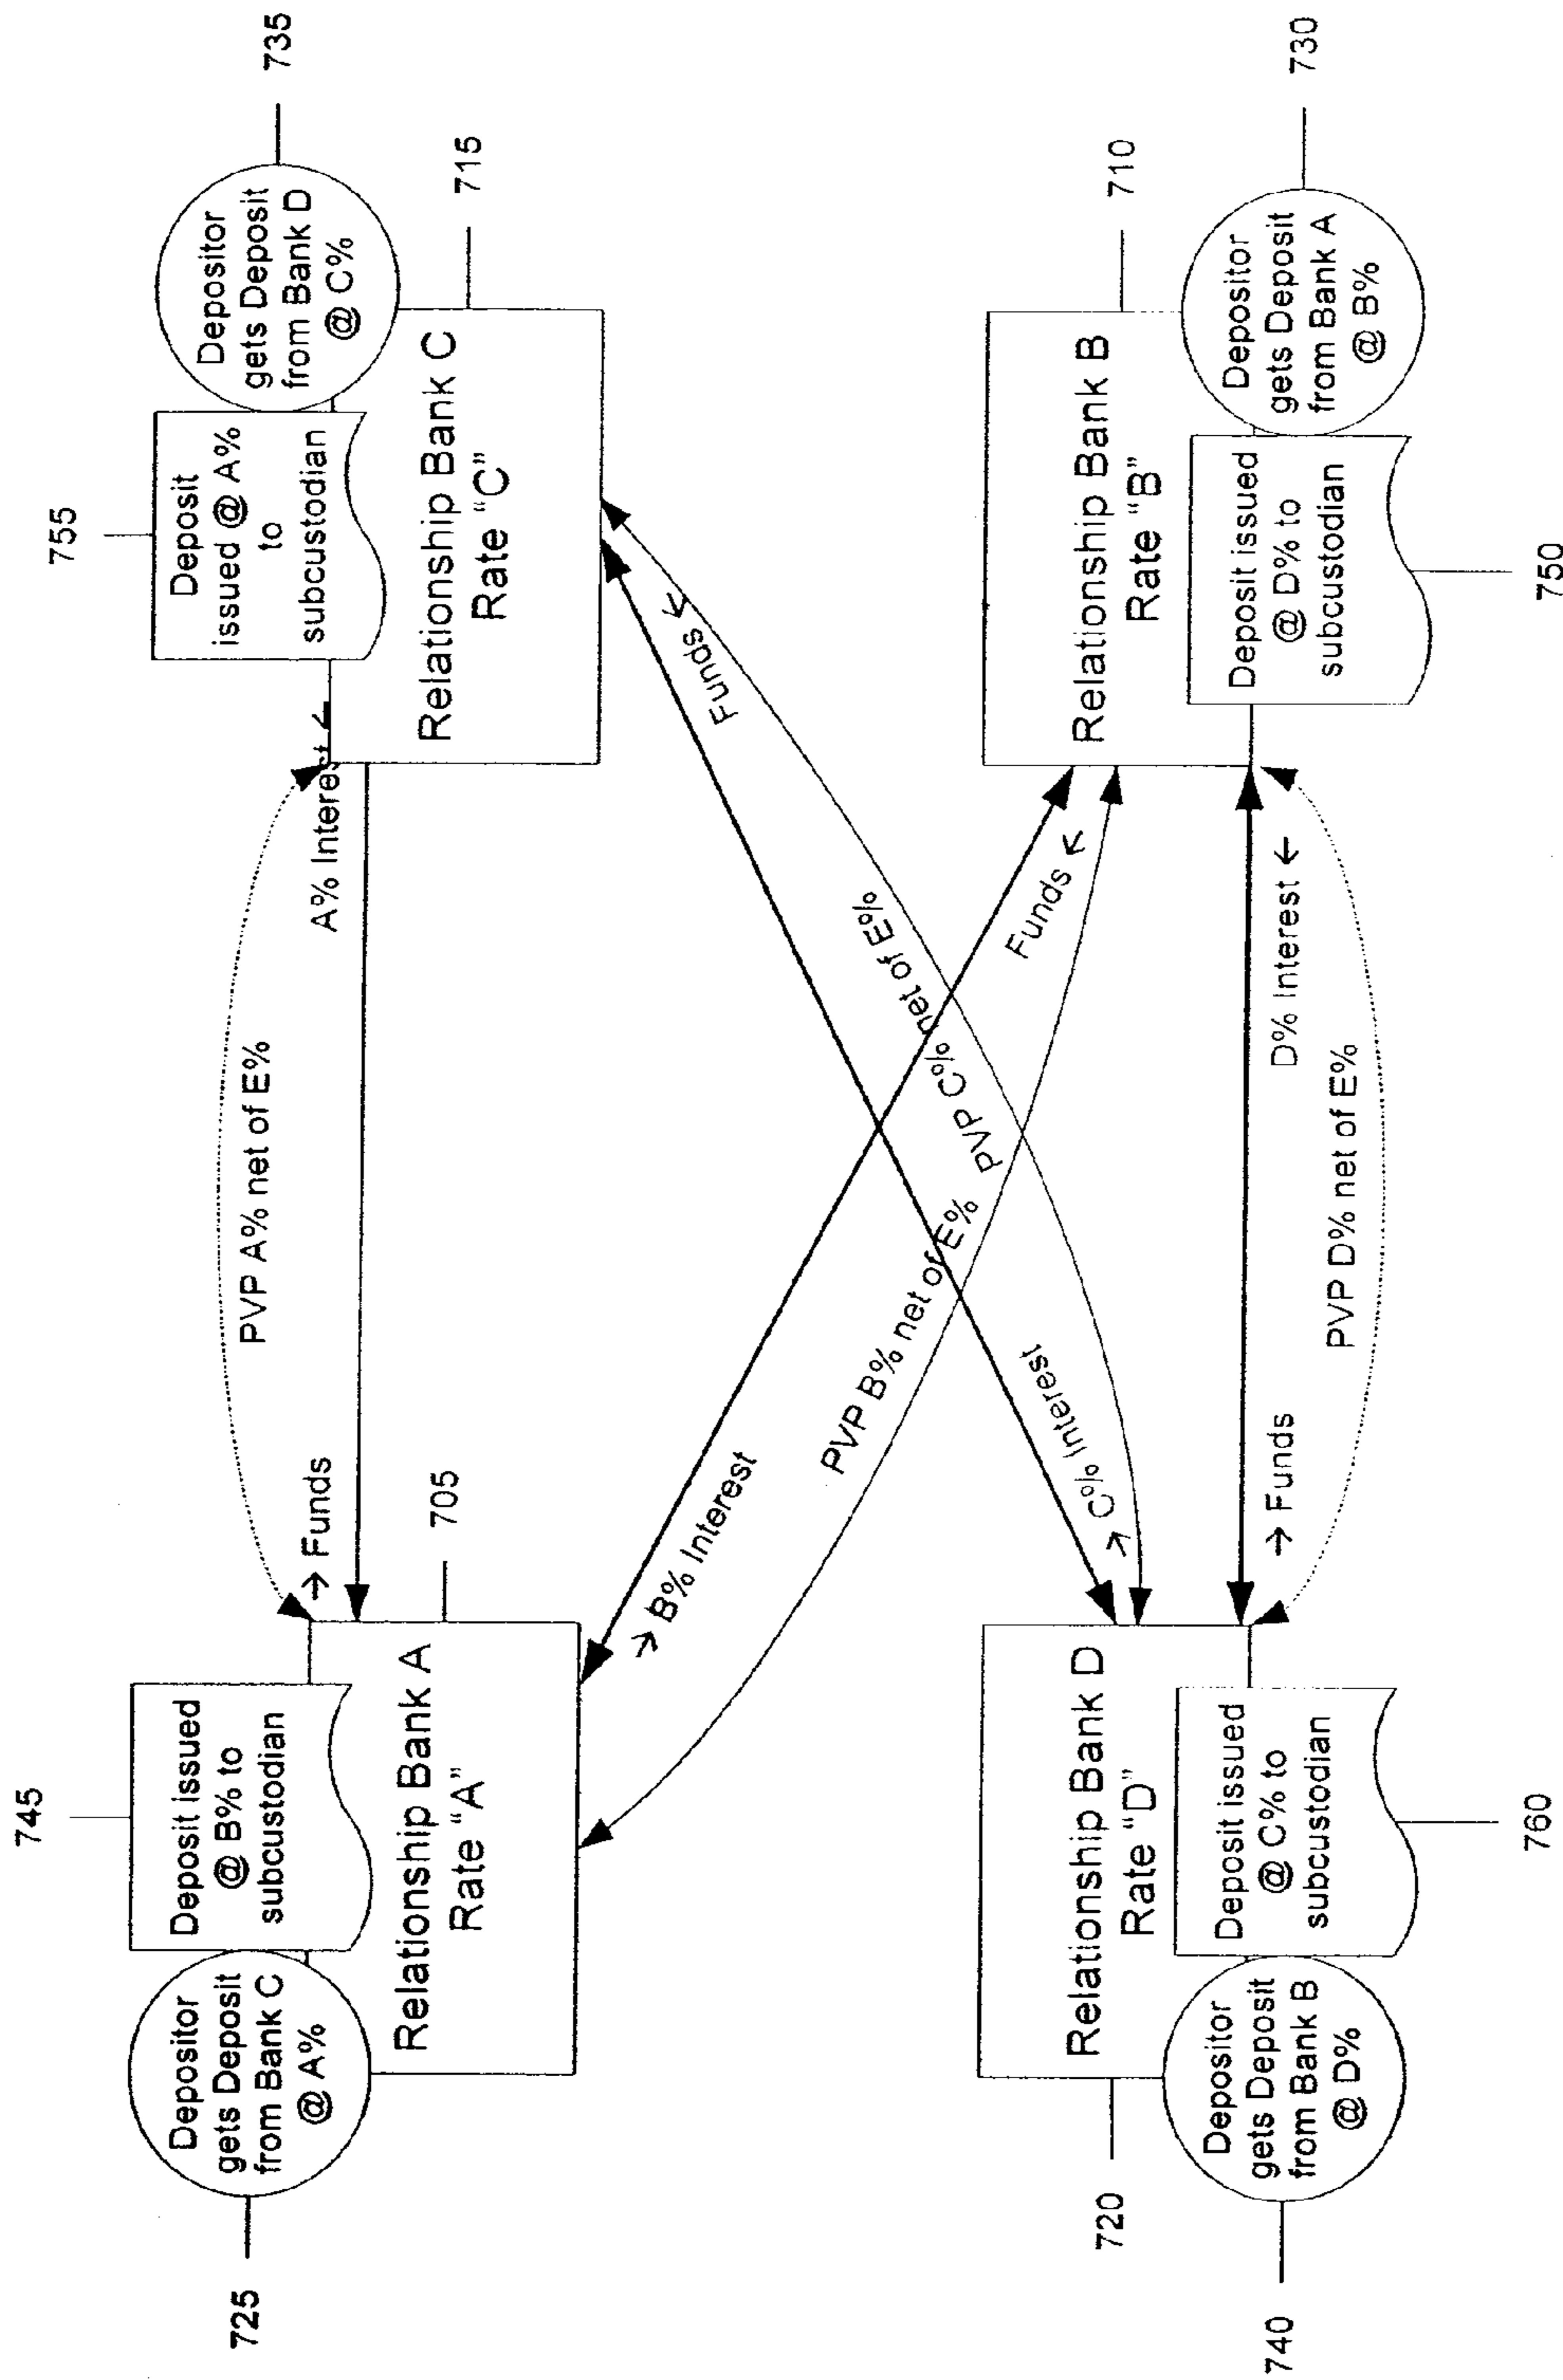 745
Deposit issued
@ B% to
subcustodian
Depositor
gets Deposit
from Bank C
@ A%
725
Relationship Bank A
Rate "A"
705
→ Funds
PVP A% net of E%
A% Interest ←
755
Deposit
issued @ A%
to
subcustodian
Depositor
gets Deposit
from Bank D
@ C%
735
Relationship Bank C
Rate "C"
715
→ B% Interest
Funds ←
PVP B% net of E%
PVP C% net of E%
→ C% Interest
Funds ←
Relationship Bank D
Rate "D"
720
Deposit issued
@ C% to
subcustodian
760
Depositor
gets Deposit
from Bank B
@ D%
740
→ Funds
D% Interest ←
PVP D% net of E%
Relationship Bank B
Rate "B"
710
Deposit issued
@ D% to
subcustodian
750
Depositor
gets Deposit
from Bank A
@ B%
730